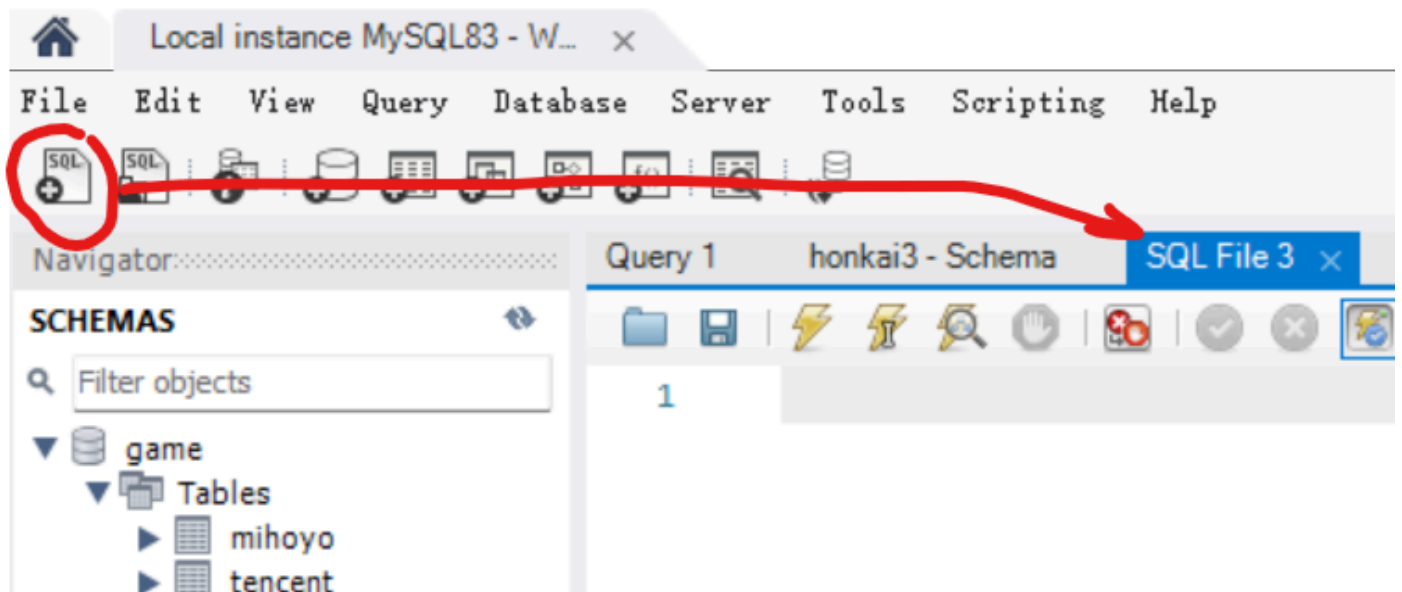 Local instance MySQL83 - W...
File Edit View Query Database Server Tools Scripting Help
SQL SQL
Navigator
Query 1 honkai3 - Schema SQL File 3
SCHEMAS
Filter objects
1
game
Tables
mihoyo
tencent